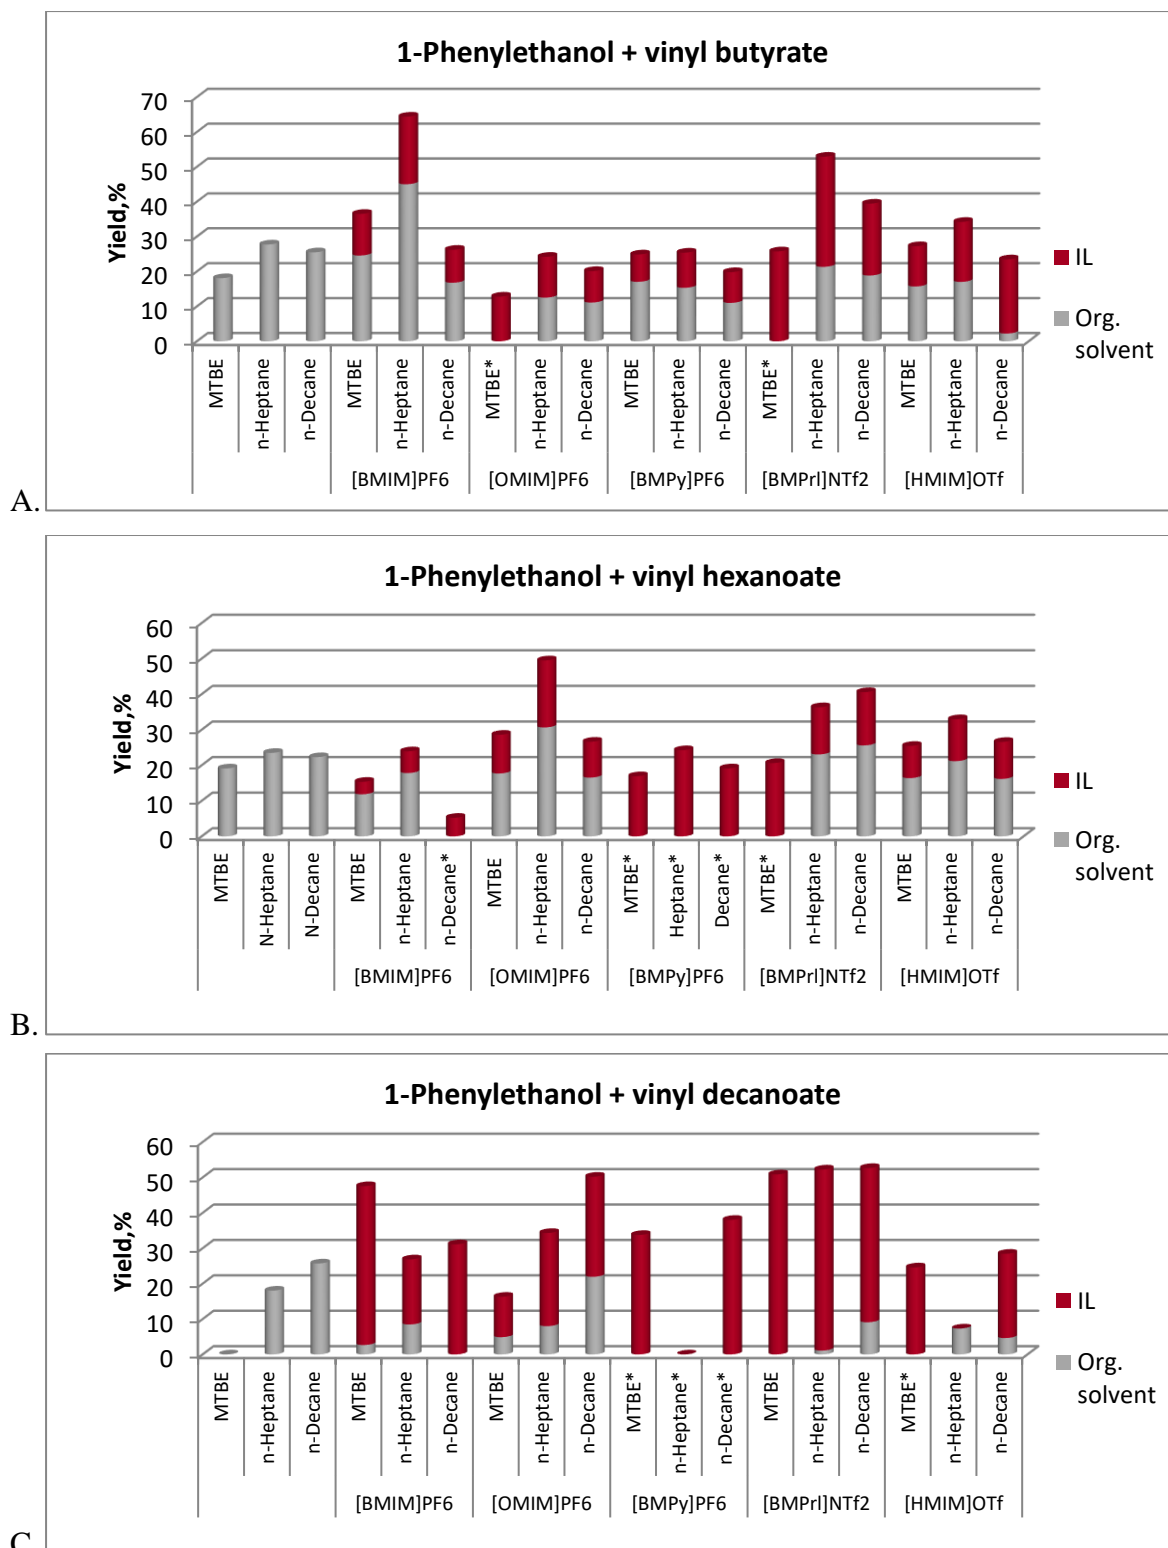 1-Phenylethanol + vinyl butyrate
Yield,%
70
60
50
40
30
20
10
0
MTBE
n-Heptane
n-Decane
MTBE
n-Heptane
n-Decane
MTBE*
n-Heptane
n-Decane
MTBE
n-Heptane
n-Decane
MTBE*
n-Heptane
n-Decane
MTBE
n-Heptane
n-Decane
[BMIM]PF6
[OMIM]PF6
[BMPy]PF6
[BMPrl]NTf2
[HMIM]OTf
IL
Org.
solvent
A.
1-Phenylethanol + vinyl hexanoate
Yield,%
60
50
40
30
20
10
0
MTBE
N-Heptane
N-Decane
MTBE
n-Heptane
n-Decane*
MTBE
n-Heptane
n-Decane
MTBE*
Heptane*
Decane*
MTBE*
n-Heptane
n-Decane
MTBE
n-Heptane
n-Decane
[BMIM]PF6
[OMIM]PF6
[BMPy]PF6
[BMPrl]NTf2
[HMIM]OTf
IL
Org.
solvent
B.
1-Phenylethanol + vinyl decanoate
Yield,%
60
50
40
30
20
10
0
MTBE
n-Heptane
n-Decane
MTBE
n-Heptane
n-Decane
MTBE
n-Heptane
n-Decane
MTBE*
n-Heptane*
n-Decane*
MTBE
n-Heptane
n-Decane
MTBE*
n-Heptane
n-Decane
[BMIM]PF6
[OMIM]PF6
[BMPy]PF6
[BMPrl]NTf2
[HMIM]OTf
IL
Org.
solvent
C.